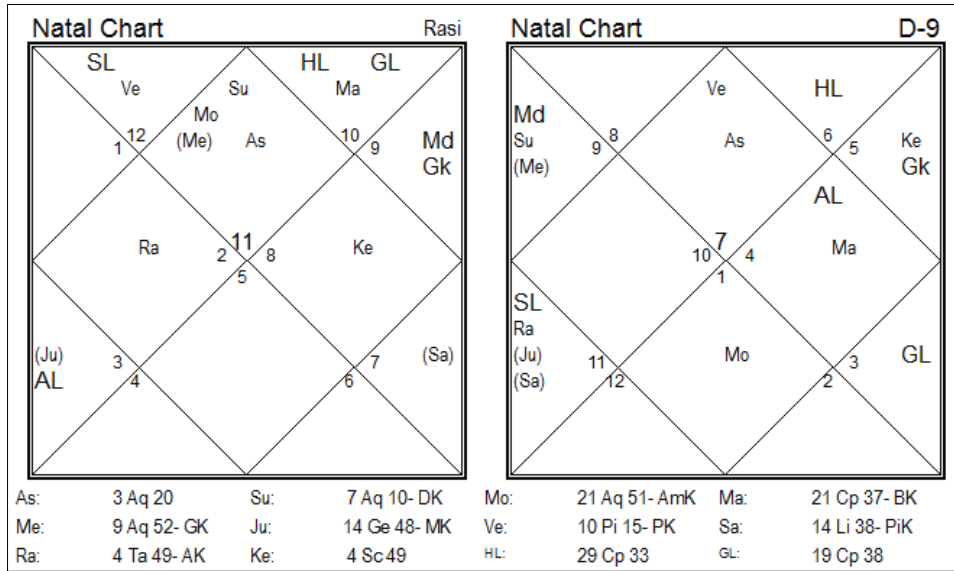 Natal Chart Rasi
SL HL GL
Ve Su Ma
Mo
12 (Me) As 10 Md
1 9 Gk
Ra 11 Ke
2 8
5
(Ju) 3 7 (Sa)
AL 4 6
Natal Chart D-9
Ve HL
Md
Su 8 As 6 Ke
(Me) 9 5 Gk
AL
7 Ma
10 4
1
SL
Ra
(Ju) 11 Mo 3 GL
(Sa) 12 2
As: 3 Aq 20 Su: 7 Aq 10- DK Mo: 21 Aq 51- AmK Ma: 21 Cp 37- BK
Me: 9 Aq 52- GK Ju: 14 Ge 48- MK Ve: 10 Pi 15- PK Sa: 14 Li 38- PiK
Ra: 4 Ta 49- AK Ke: 4 Sc 49 HL: 29 Cp 33 GL: 19 Cp 38